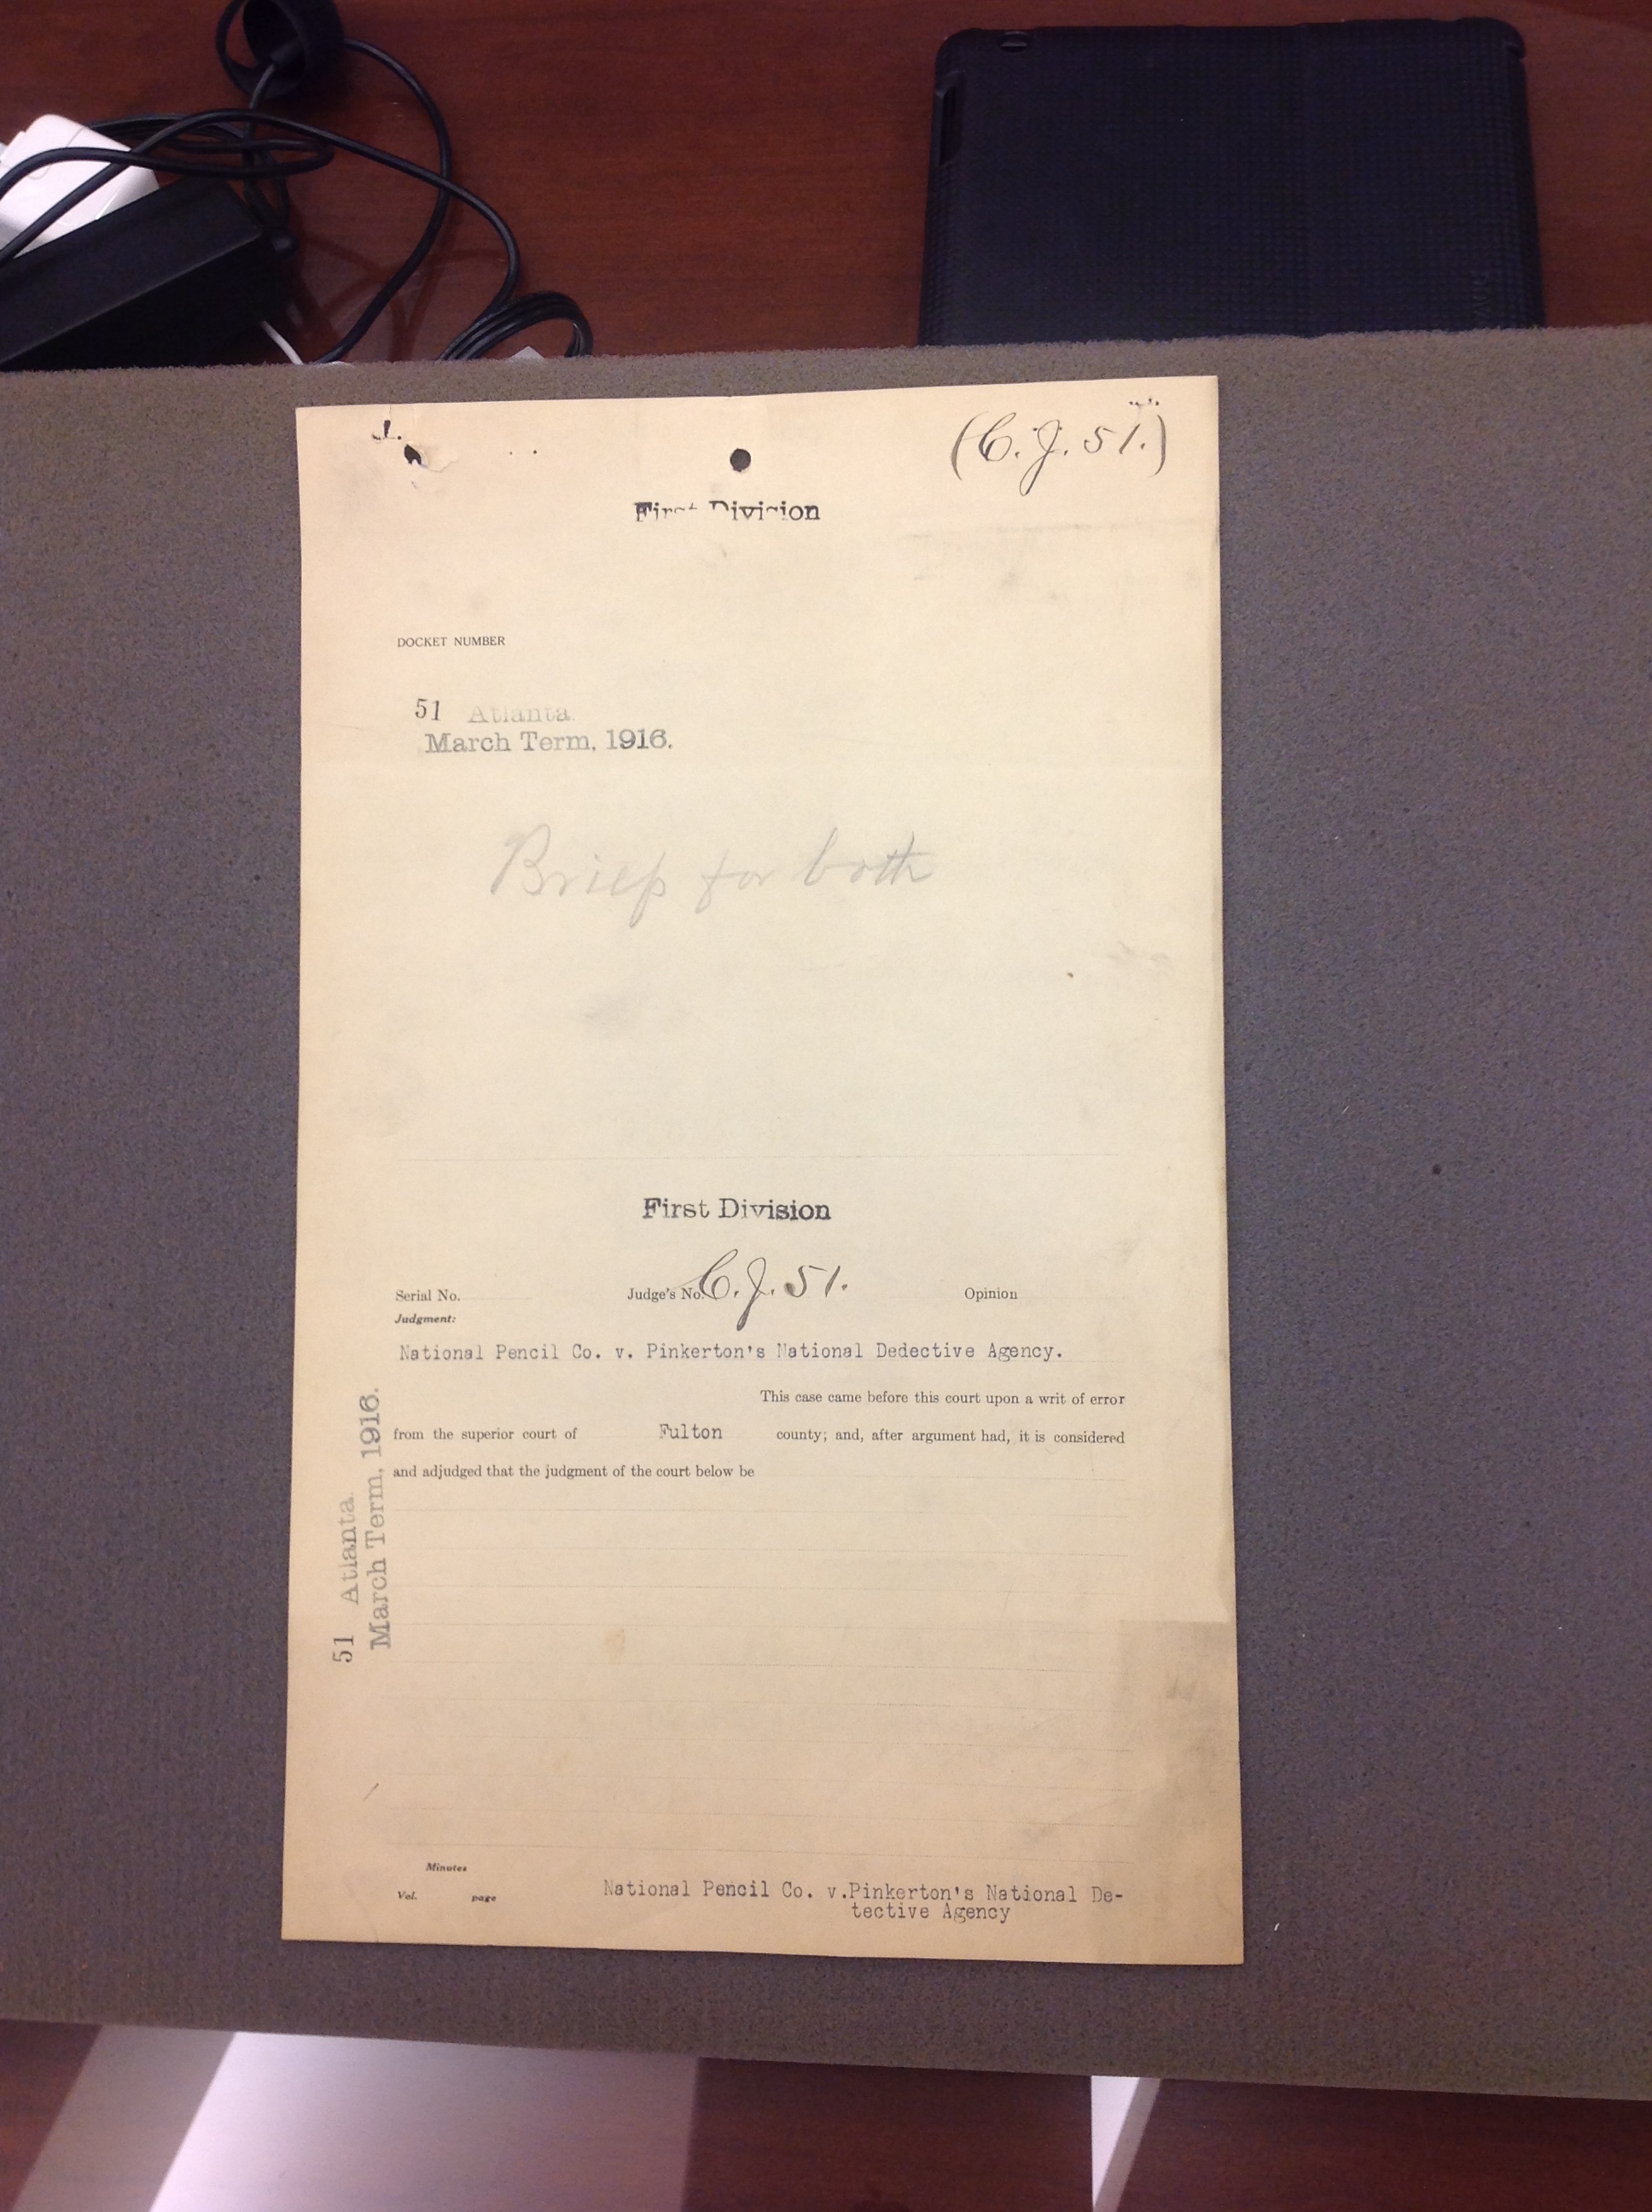 (C. J. 51.)
First Division
DOCKET NUMBER
51 Atlanta.
March Term, 1916.
Brief for both
First Division
Serial No. Judge's No. C. J. 51. Opinion
Judgment:
National Pencil Co. v. Pinkerton's National Dedective Agency.
This case came before this court upon a writ of error
from the superior court of Fulton county; and, after argument had, it is considered
and adjudged that the judgment of the court below be
51 Atlanta.
March Term, 1916.
Minutes
Vol. page
National Pencil Co. v.Pinkerton's National De-
tective Agency